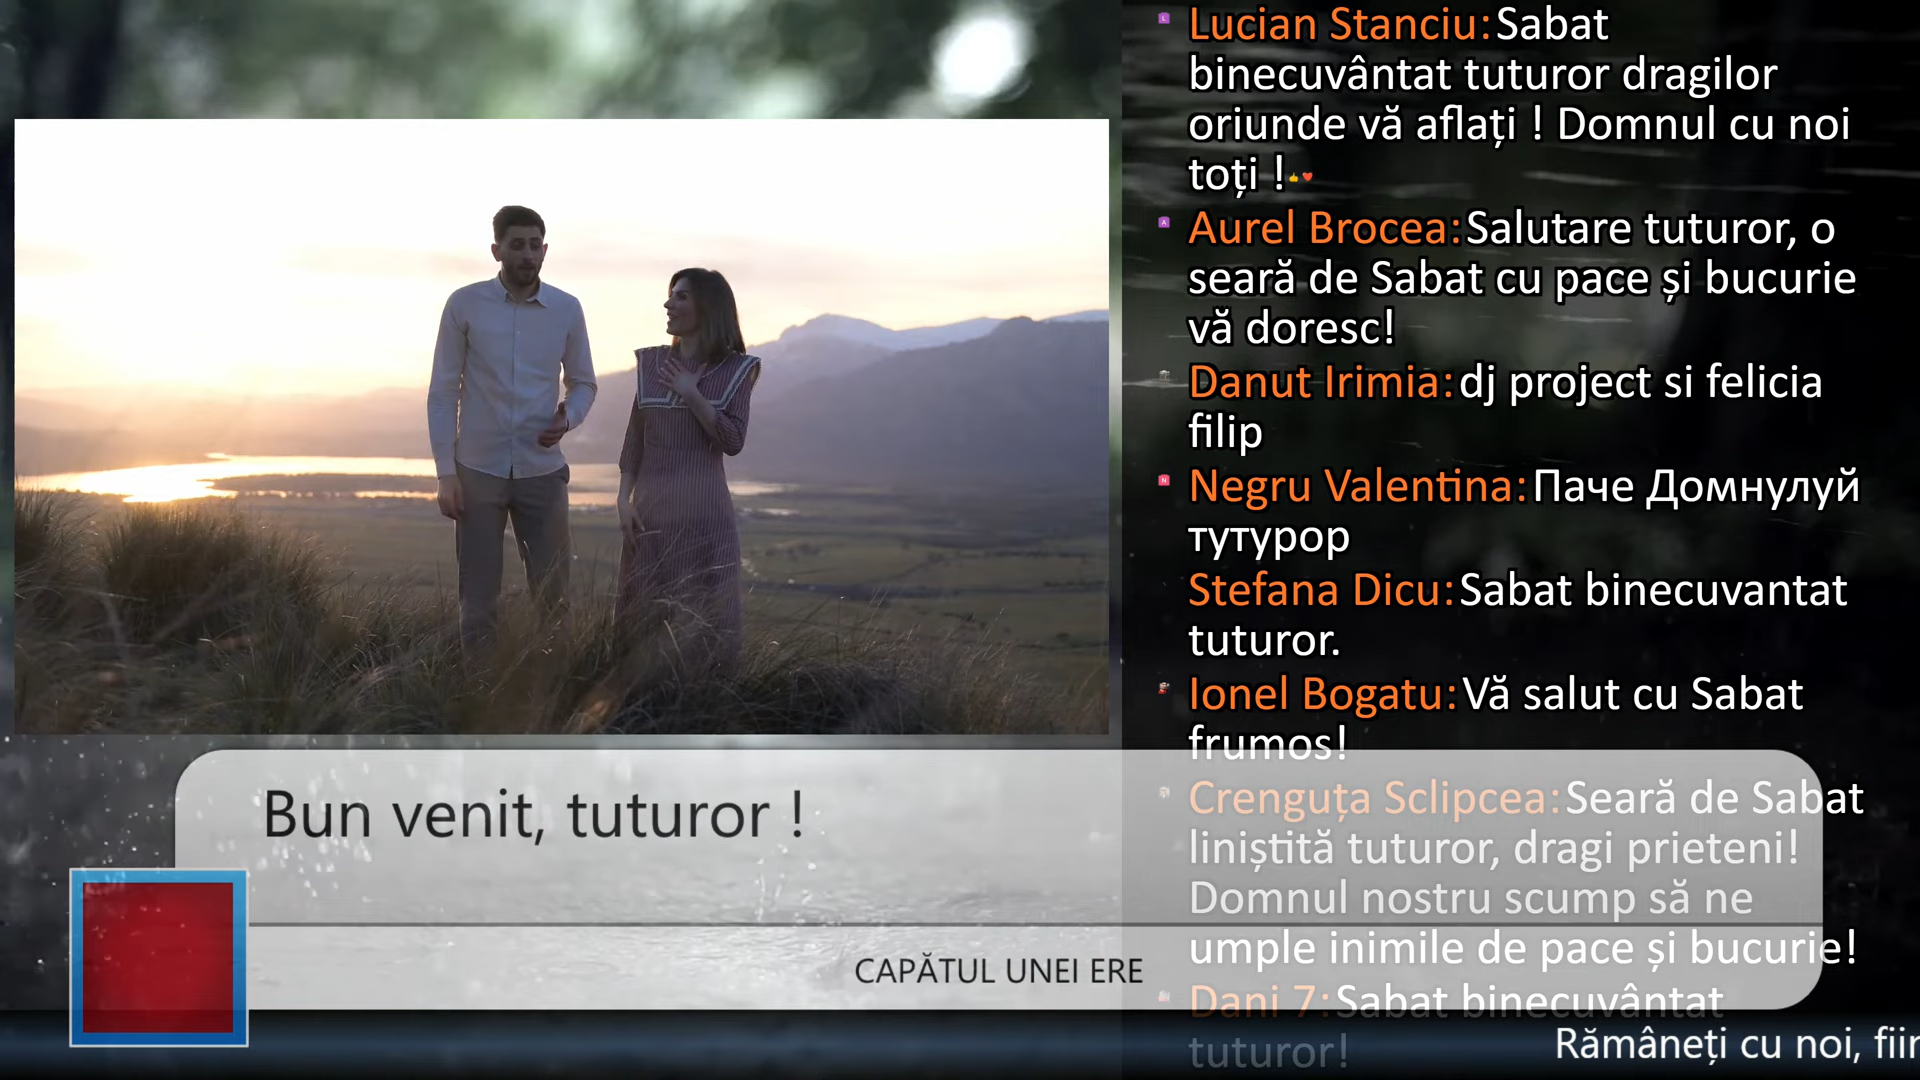 Lucian Stanciu: Sabat
binecuvântat tuturor dragilor
oriunde vă aflați ! Domnul cu noi
toți !
Aurel Brocea: Salutare tuturor, o
seară de Sabat cu pace și bucurie
vă doresc!
Danut Irimia: dj project si felicia
filip
Negru Valentina: Паче Домнулуй
тутурор
Stefana Dicu: Sabat binecuvantat
tuturor.
Ionel Bogatu: Vă salut cu Sabat
frumos!
Crenguța Sclipcea: Seară de Sabat
liniștită tuturor, dragi prieteni!
Domnul nostru scump să ne
umple inimile de pace și bucurie!
Dani 7: Sabat binecuvântat
tuturor!
Bun venit, tuturor !
CAPĂTUL UNEI ERE
Rămâneți cu noi,